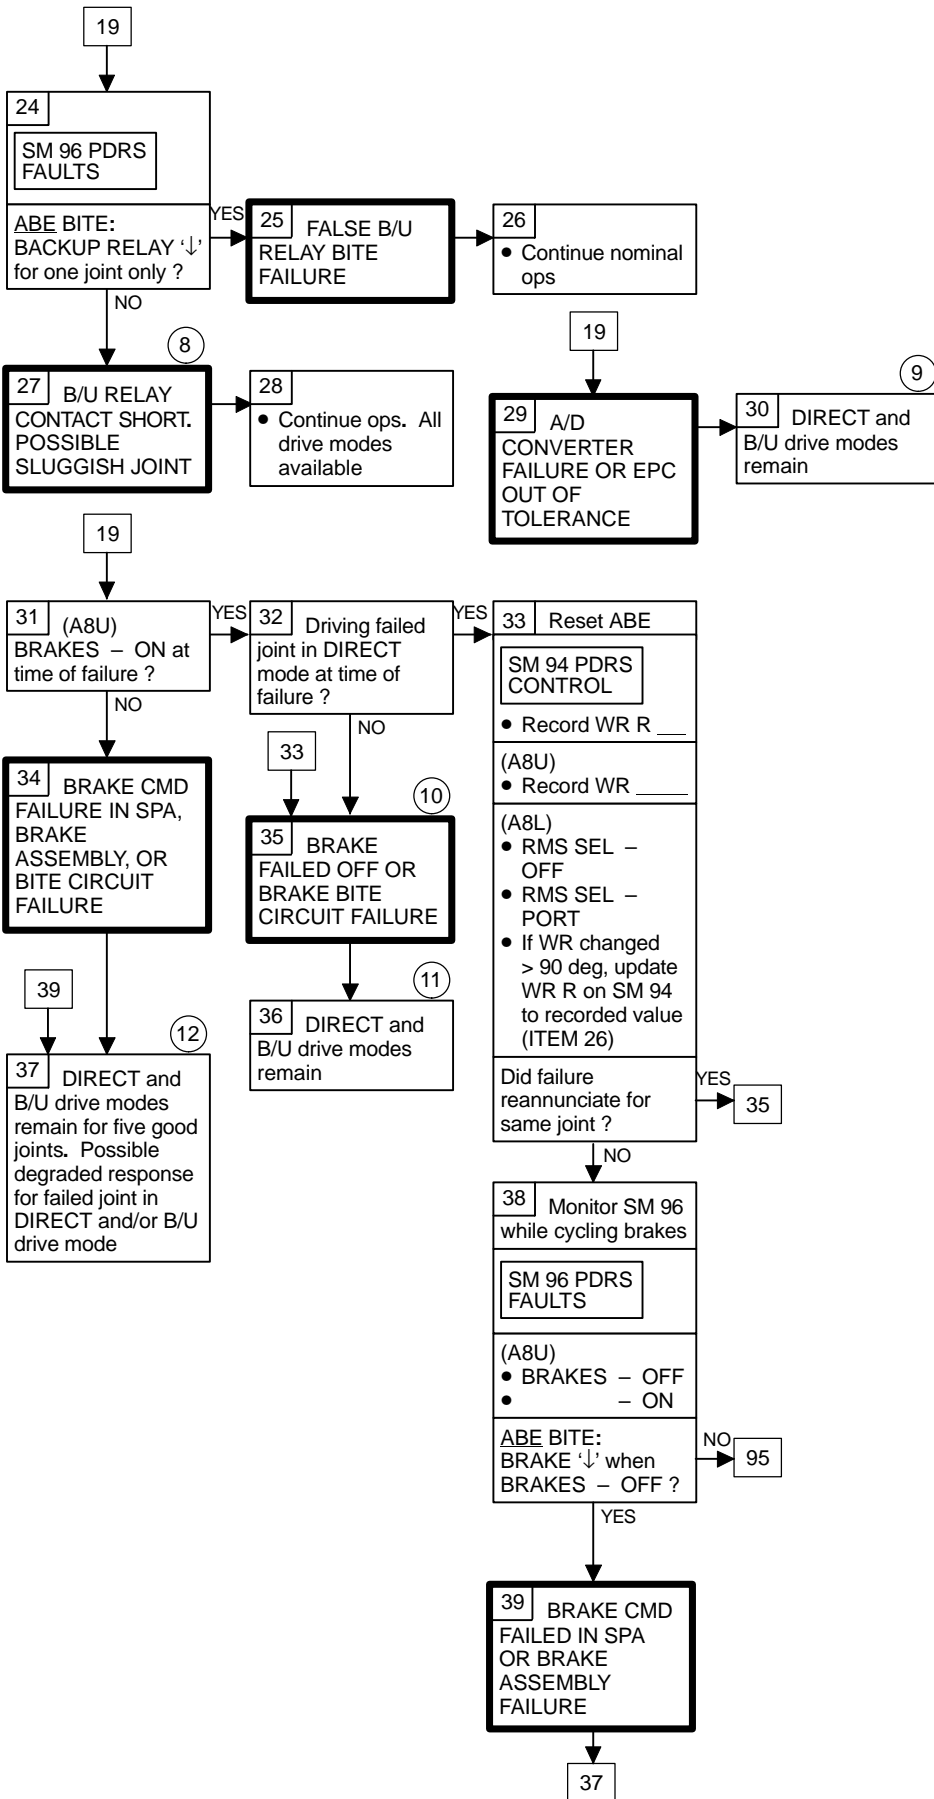 19
24
SM 96 PDRS
FAULTS
ABE BITE:
BACKUP RELAY ‘↓’
for one joint only ?
YES
NO
25 FALSE B/U
RELAY BITE
FAILURE
26
• Continue nominal
ops
8
27 B/U RELAY
CONTACT SHORT.
POSSIBLE
SLUGGISH JOINT
28
• Continue ops. All
drive modes
available
19
29 A/D
CONVERTER
FAILURE OR EPC
OUT OF
TOLERANCE
9
30 DIRECT and
B/U drive modes
remain
19
31 (A8U)
BRAKES – ON at
time of failure ?
YES
NO
32 Driving failed
joint in DIRECT
mode at time of
failure ?
YES
NO
33 Reset ABE
SM 94 PDRS
CONTROL
• Record WR R ___
(A8U)
• Record WR _____
(A8L)
• RMS SEL –
OFF
• RMS SEL –
PORT
• If WR changed
> 90 deg, update
WR R on SM 94
to recorded value
(ITEM 26)
Did failure
reannunciate for
same joint ?
YES
35
NO
34 BRAKE CMD
FAILURE IN SPA,
BRAKE
ASSEMBLY, OR
BITE CIRCUIT
FAILURE
33
10
35 BRAKE
FAILED OFF OR
BRAKE BITE
CIRCUIT FAILURE
11
36 DIRECT and
B/U drive modes
remain
39
12
37 DIRECT and
B/U drive modes
remain for five good
joints. Possible
degraded response
for failed joint in
DIRECT and/or B/U
drive mode
38 Monitor SM 96
while cycling brakes
SM 96 PDRS
FAULTS
(A8U)
• BRAKES – OFF
• – ON
ABE BITE:
BRAKE ‘↓’ when
BRAKES – OFF ?
NO
95
YES
39 BRAKE CMD
FAILED IN SPA
OR BRAKE
ASSEMBLY
FAILURE
37